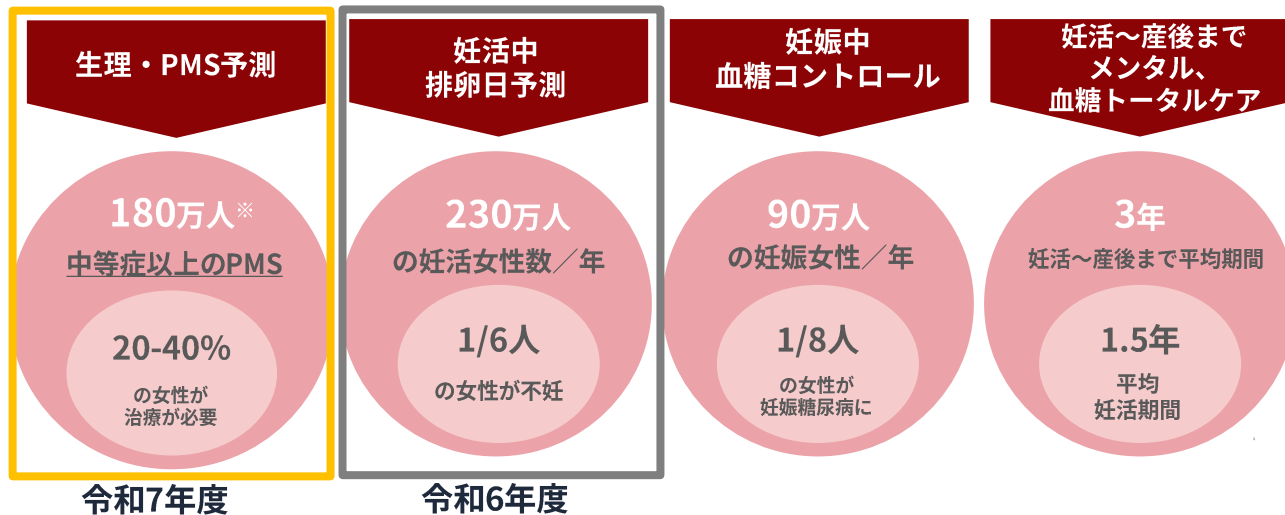 生理・PMS予測
180万人※
中等症以上のPMS
20-40%
の女性が
治療が必要
令和7年度
妊活中
排卵日予測
230万人
の妊活女性数／年
1/6人
の女性が不妊
令和6年度
妊娠中
血糖コントロール
90万人
の妊娠女性／年
1/8人
の女性が
妊娠糖尿病に
妊活～産後まで
メンタル、
血糖トータルケア
3年
妊活～産後まで平均期間
1.5年
平均
妊活期間